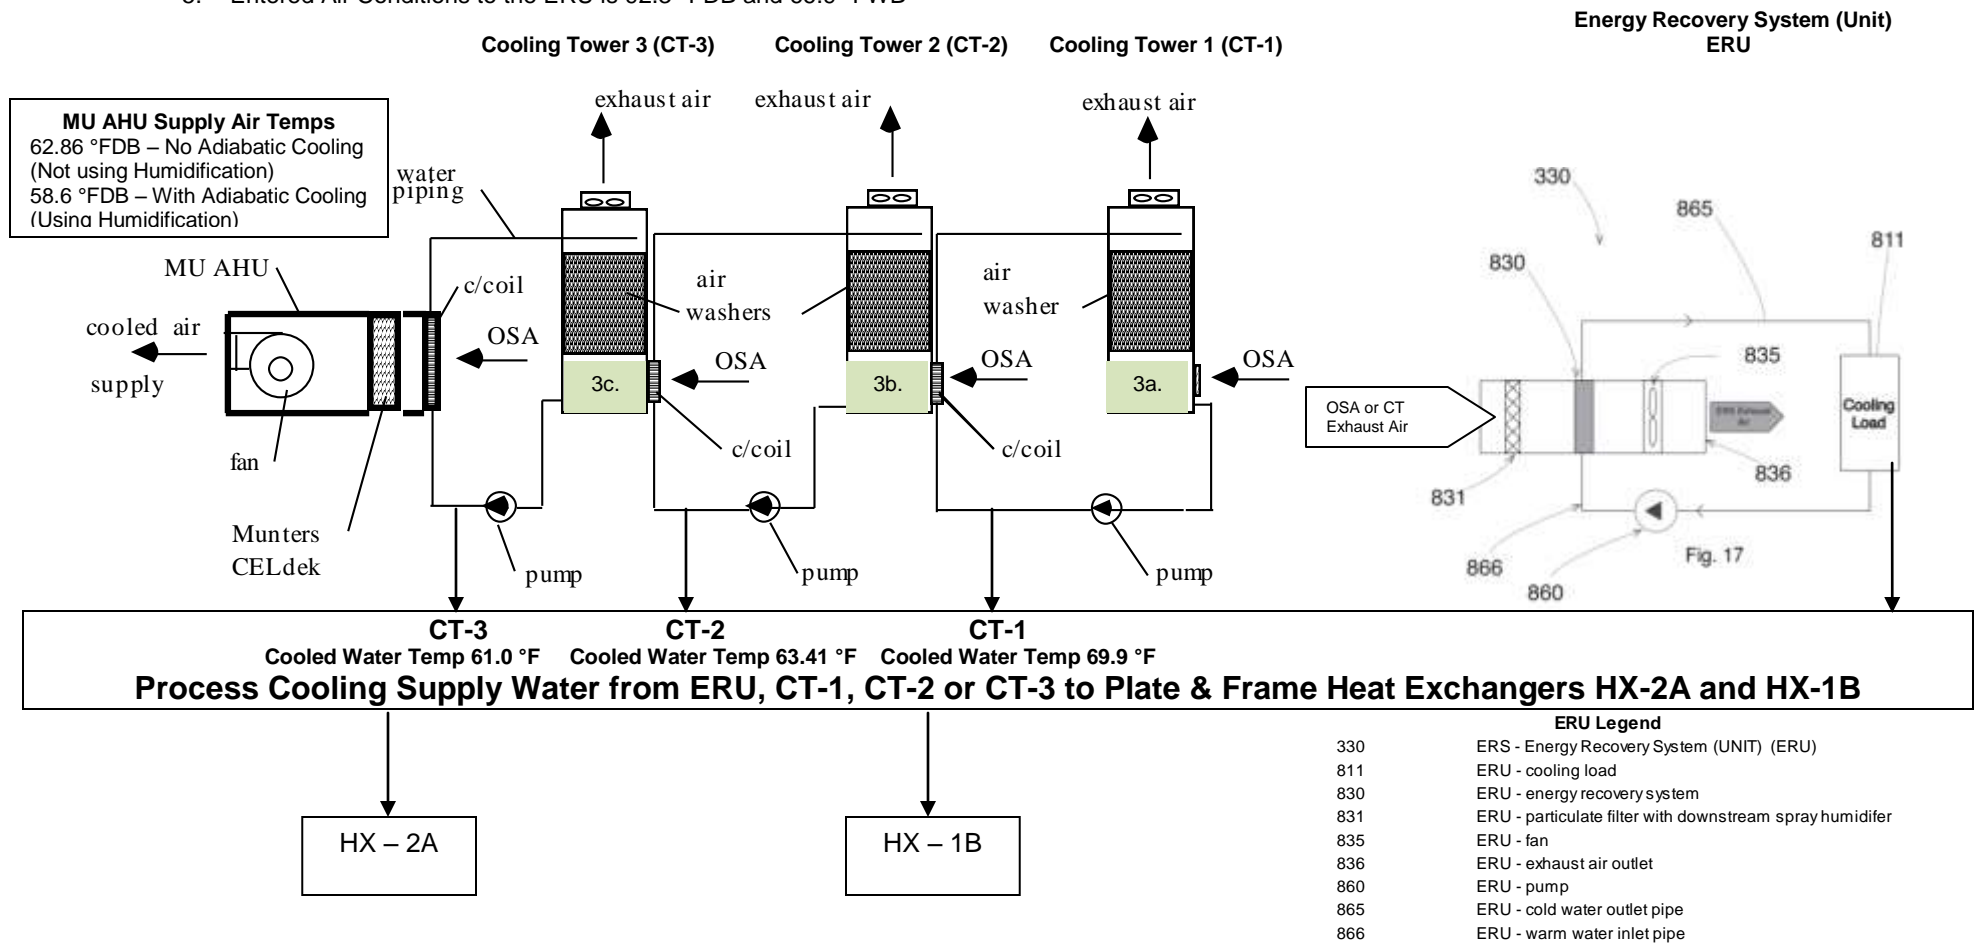 Energy Recovery System (Unit)
ERU
Cooling Tower 3 (CT-3)
Cooling Tower 2 (CT-2)
Cooling Tower 1 (CT-1)
exhaust air
exhaust air
exhaust air
MU AHU Supply Air Temps
62.86 °FDB – No Adiabatic Cooling
(Not using Humidification)
58.6 °FDB – With Adiabatic Cooling
(Using Humidification)
water
piping
MU AHU
c/coil
air
washers
air
washer
cooled air
supply
OSA
OSA
OSA
OSA
3c.
3b.
3a.
fan
c/coil
c/coil
Munters
CELdek
pump
pump
pump
330
865
811
830
835
OSA or CT
Exhaust Air
Cooling
Load
836
831
Fig. 17
866
860
CT-3
CT-2
CT-1
Cooled Water Temp 61.0 °F
Cooled Water Temp 63.41 °F
Cooled Water Temp 69.9 °F
Process Cooling Supply Water from ERU, CT-1, CT-2 or CT-3 to Plate & Frame Heat Exchangers HX-2A and HX-1B
HX – 2A
HX – 1B
ERU Legend
330 ERS - Energy Recovery System (UNIT) (ERU)
811 ERU - cooling load
830 ERU - energy recovery system
831 ERU - particulate filter with downstream spray humidifer
835 ERU - fan
836 ERU - exhaust air outlet
860 ERU - pump
865 ERU - cold water outlet pipe
866 ERU - warm water inlet pipe